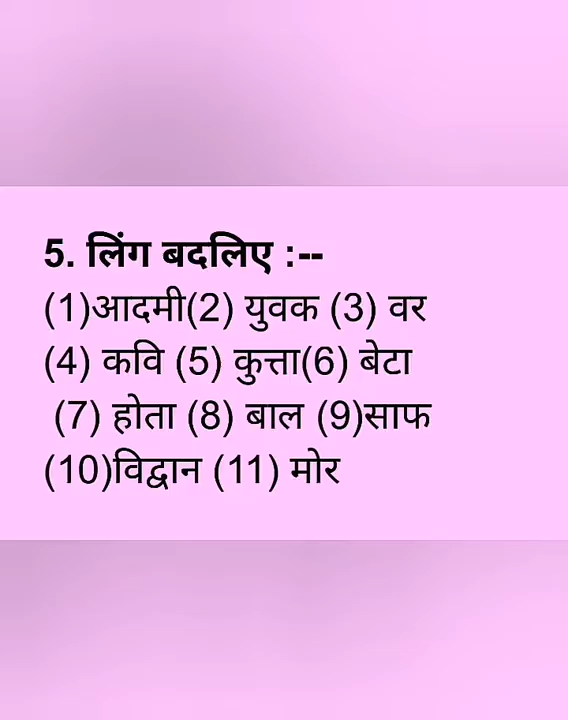 5. लिंग बदलिए :--
(1)आदमी(2) युवक (3) वर
(4) कवि (5) कुत्ता(6) बेटा
(7) होता (8) बाल (9)साफ
(10)विद्वान (11) मोर